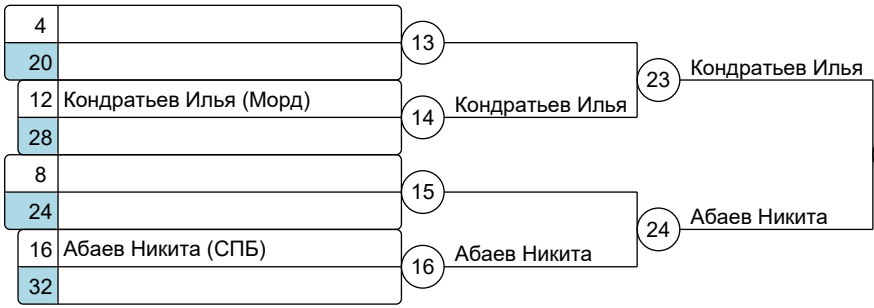 4
13
20
23 Кондратьев Илья
12 Кондратьев Илья (Морд)
14 Кондратьев Илья
28
8
15
24
24 Абаев Никита
16 Абаев Никита (СПБ)
16 Абаев Никита
32